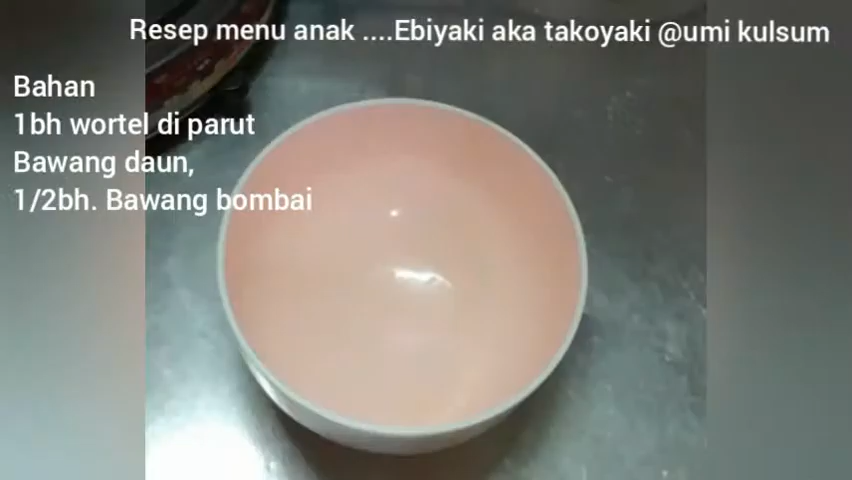 Resep menu anak ....Ebiyaki aka takoyaki @umi kulsum
Bahan
1bh wortel di parut
Bawang daun,
1/2bh. Bawang bombai